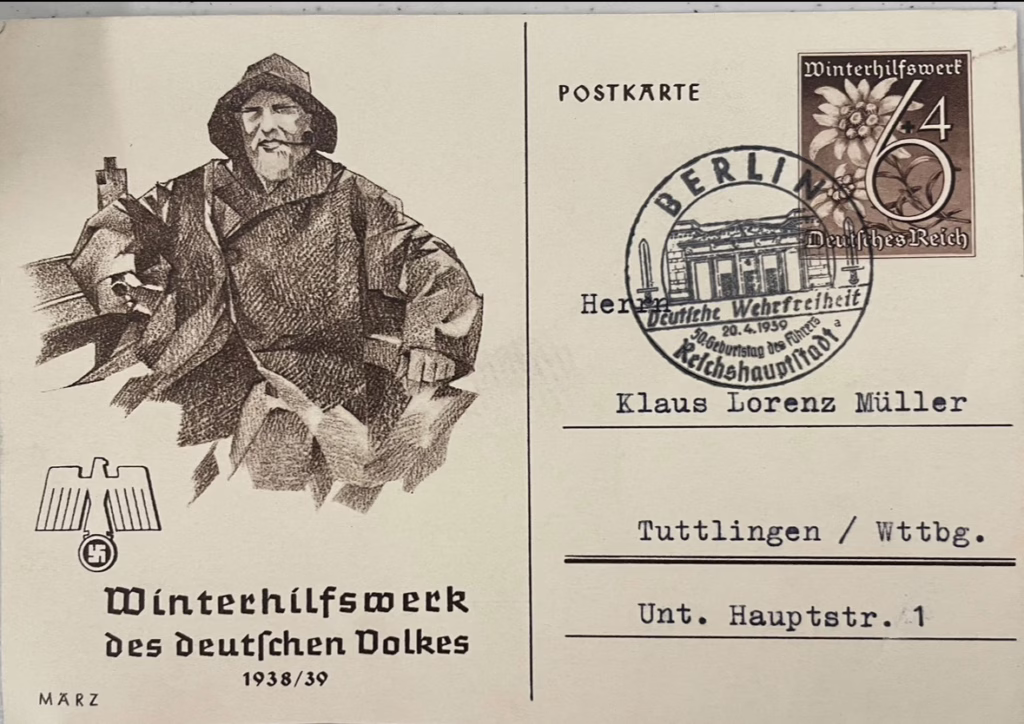 Winterhilfswerk
des deutſchen Volkes
1938/39
MÄRZ
POSTKARTE
Winterhilfswerk
6+4
Deutſches Reich
BERLIN
Deutſche Wehrfreiheit
20.4.1939
50. Geburtstag des Führers
Reichshauptſtadt
a
Herrn
Klaus Lorenz Müller
Tuttlingen / Wttbg.
Unt. Hauptstr. 1